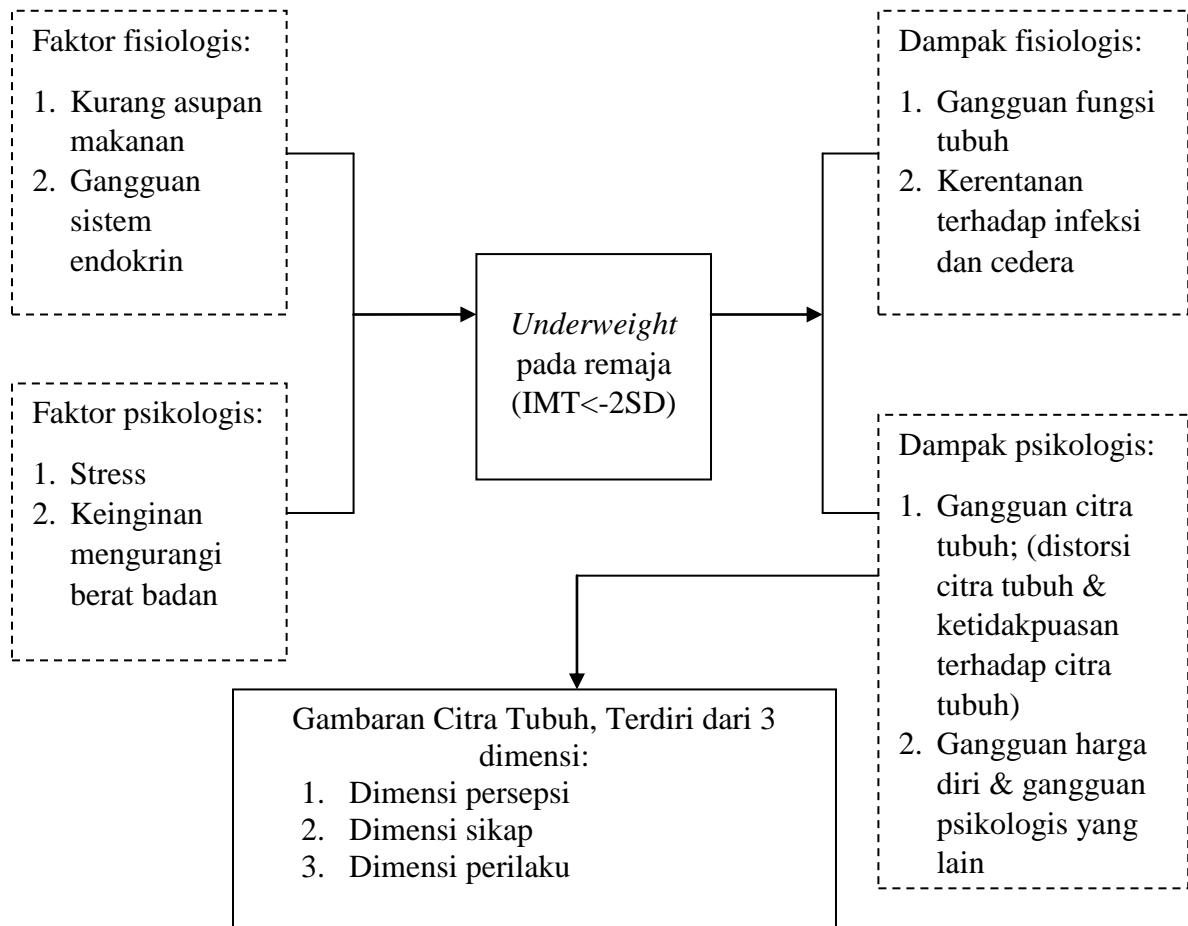 Faktor fisiologis:
1. Kurang asupan
makanan
2. Gangguan
sistem
endokrin
Faktor psikologis:
1. Stress
2. Keinginan
mengurangi
berat badan
Underweight
pada remaja
(IMT<-2SD)
Dampak fisiologis:
1. Gangguan fungsi
tubuh
2. Kerentanan
terhadap infeksi
dan cedera
Dampak psikologis:
1. Gangguan citra
tubuh; (distorsi
citra tubuh &
ketidakpuasan
terhadap citra
tubuh)
2. Gangguan harga
diri & gangguan
psikologis yang
lain
Gambaran Citra Tubuh, Terdiri dari 3
dimensi:
1. Dimensi persepsi
2. Dimensi sikap
3. Dimensi perilaku